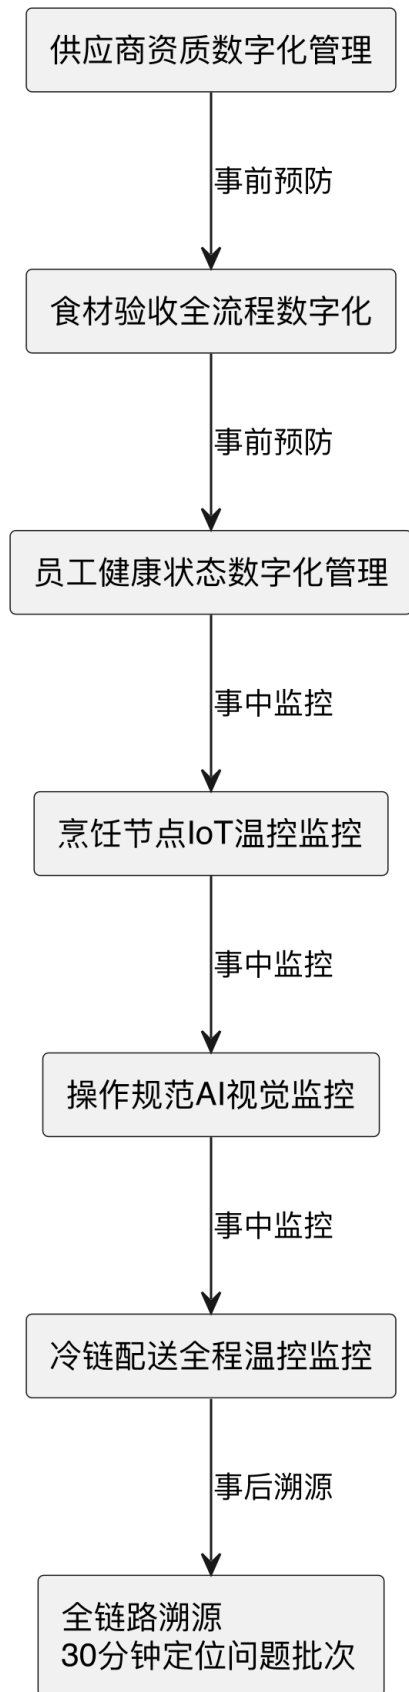 供应商资质数字化管理
事前预防
食材验收全流程数字化
事前预防
员工健康状态数字化管理
事中监控
烹饪节点IoT温控监控
事中监控
操作规范AI视觉监控
事中监控
冷链配送全程温控监控
事后溯源
全链路溯源
30分钟定位问题批次